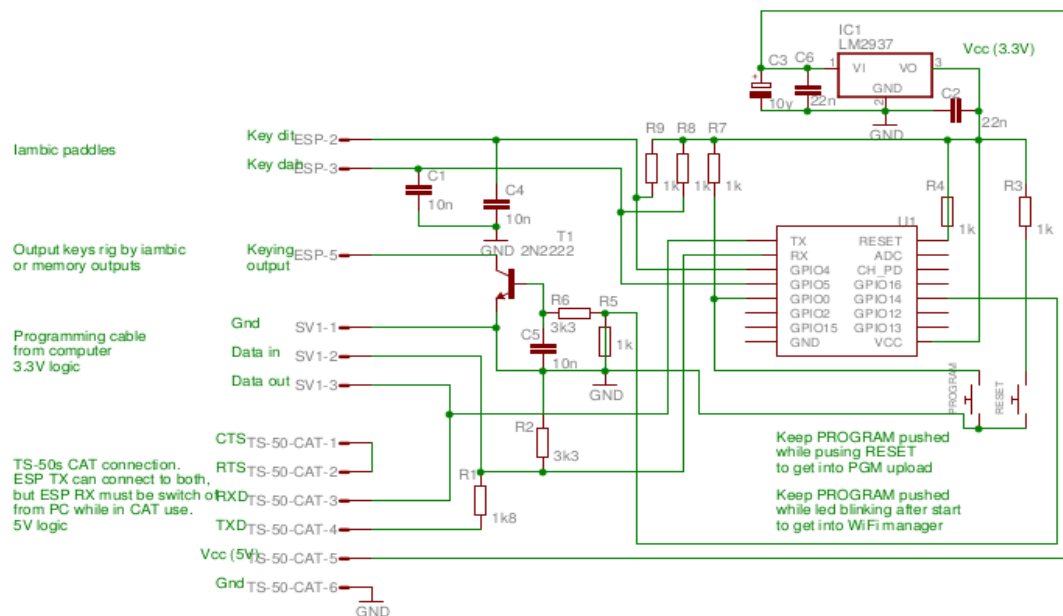 IC1
LM2937
Vcc (3.3V)
C3
C6
1
VI
VO
3
GND
2
C2
10y
22n
22n
GND
Key dit
ESP-2
Iambic paddles
Key dah
ESP-3
R9
R8
R7
1k
1k
1k
C1
10n
C4
10n
R4
1k
R3
1k
GND
2N2222
T1
Output keys rig by iambic
or memory outputs
Keying
output
ESP-5
U1
TX
RESET
RX
ADC
GPIO4
CH_PD
GPIO5
GPIO16
GPIO0
GPIO14
GPIO2
GPIO12
GPIO15
GPIO13
GND
VCC
R6
3k3
R5
1k
Programming cable
from computer
3.3V logic
Gnd
SV1-1
Data in
SV1-2
Data out
SV1-3
C5
10n
GND
PROGRAM
RESET
R2
3k3
CTS
TS-50-CAT-1
RTS
TS-50-CAT-2
TS-50s CAT connection.
ESP TX can connect to both,
but ESP RX must be switch of
from PC while in CAT use.
5V logic
RXD
TS-50-CAT-3
TXD
TS-50-CAT-4
R1
1k8
Vcc (5V)
TS-50-CAT-5
Gnd
TS-50-CAT-6
GND
Keep PROGRAM pushed
while pusing RESET
to get into PGM upload
Keep PROGRAM pushed
while led blinking after start
to get into WiFi manager